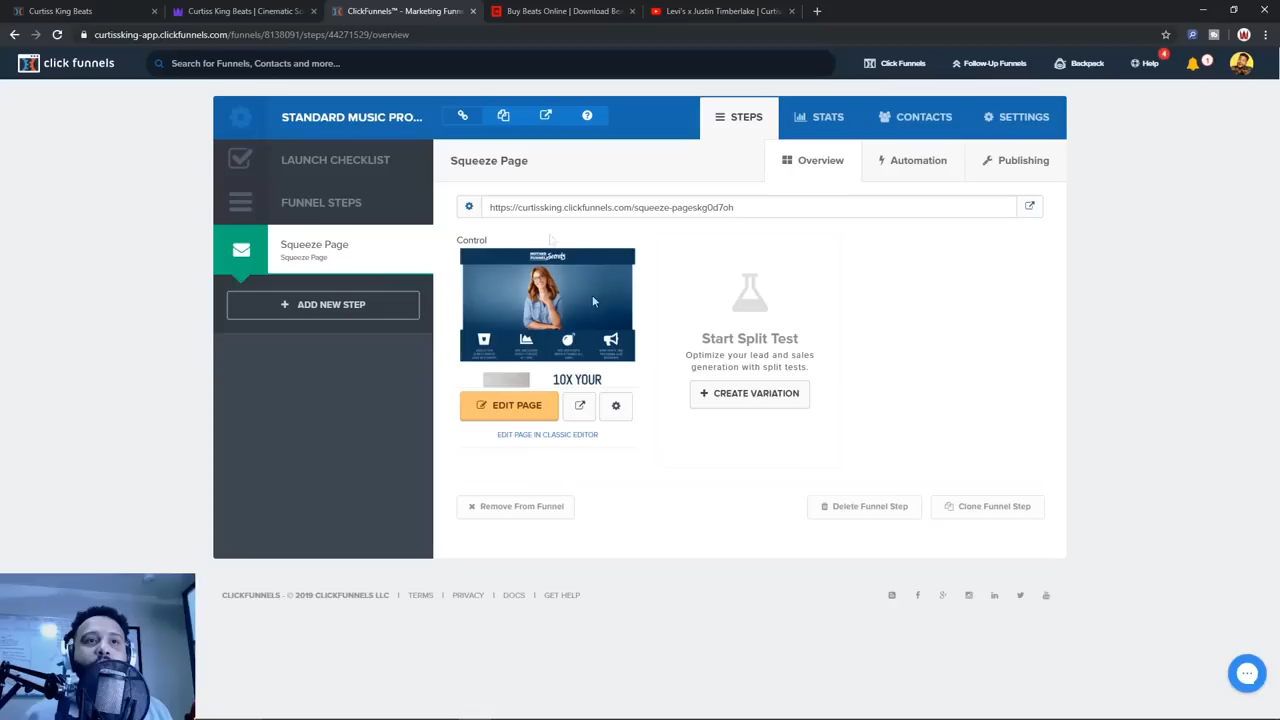 Curtiss King Beats
Curtiss King Beats | Cinematic So
ClickFunnels™ - Marketing Funne
Buy Beats Online | Download Be
Levi's x Justin Timberlake | Curtis
curtissking-app.clickfunnels.com/funnels/8138091/steps/44271529/overview
click funnels
Search for Funnels, Contacts and more...
Click Funnels
Follow-Up Funnels
Backpack
Help
4
1
STANDARD MUSIC PRO...
STEPS
STATS
CONTACTS
SETTINGS
LAUNCH CHECKLIST
Squeeze Page
Overview
Automation
Publishing
FUNNEL STEPS
https://curtissking.clickfunnels.com/squeeze-pageskg0d7oh
Squeeze Page
Squeeze Page
Control
ADD NEW STEP
10X YOUR
Start Split Test
Optimize your lead and sales
generation with split tests.
CREATE VARIATION
EDIT PAGE
EDIT PAGE IN CLASSIC EDITOR
Remove From Funnel
Delete Funnel Step
Clone Funnel Step
CLICKFUNNELS - © 2019 CLICKFUNNELS LLC | TERMS | PRIVACY | DOCS | GET HELP